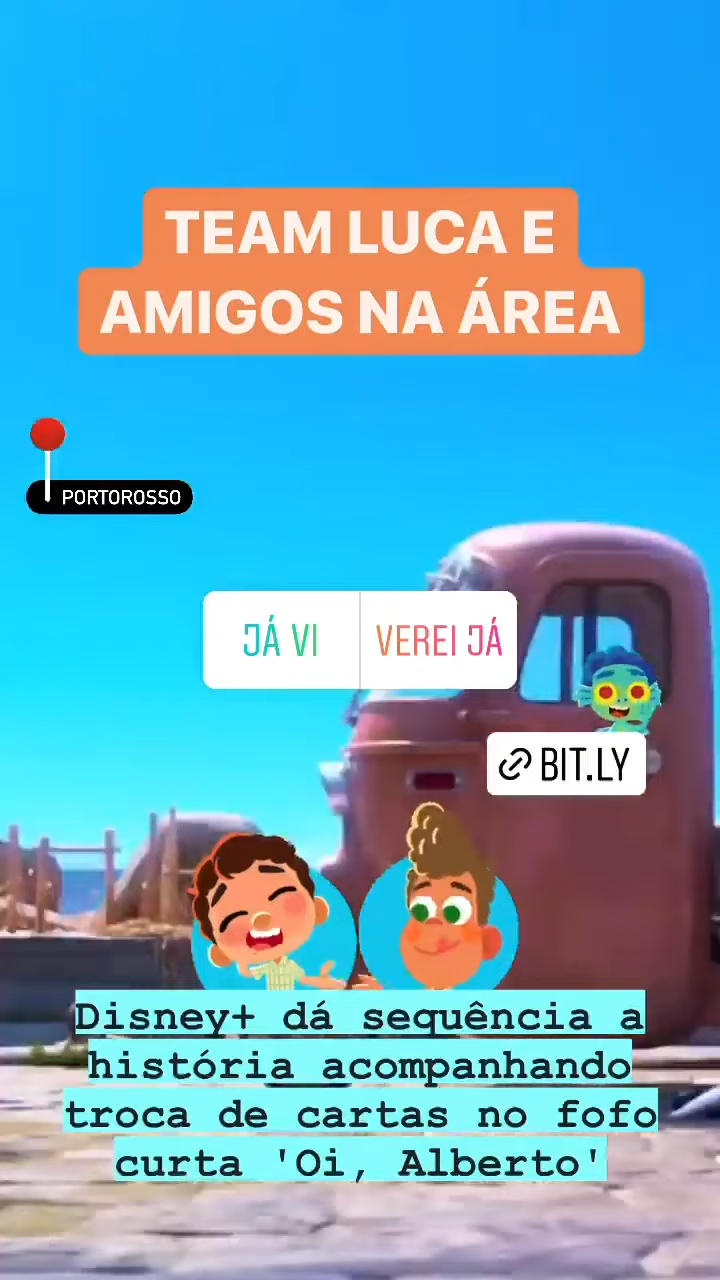 TEAM LUCA E
AMIGOS NA ÁREA
PORTOROSSO
JÁ VI
VEREI JÁ
BIT.LY
Disney+ dá sequência a
história acompanhando
troca de cartas no fofo
curta 'Oi, Alberto'